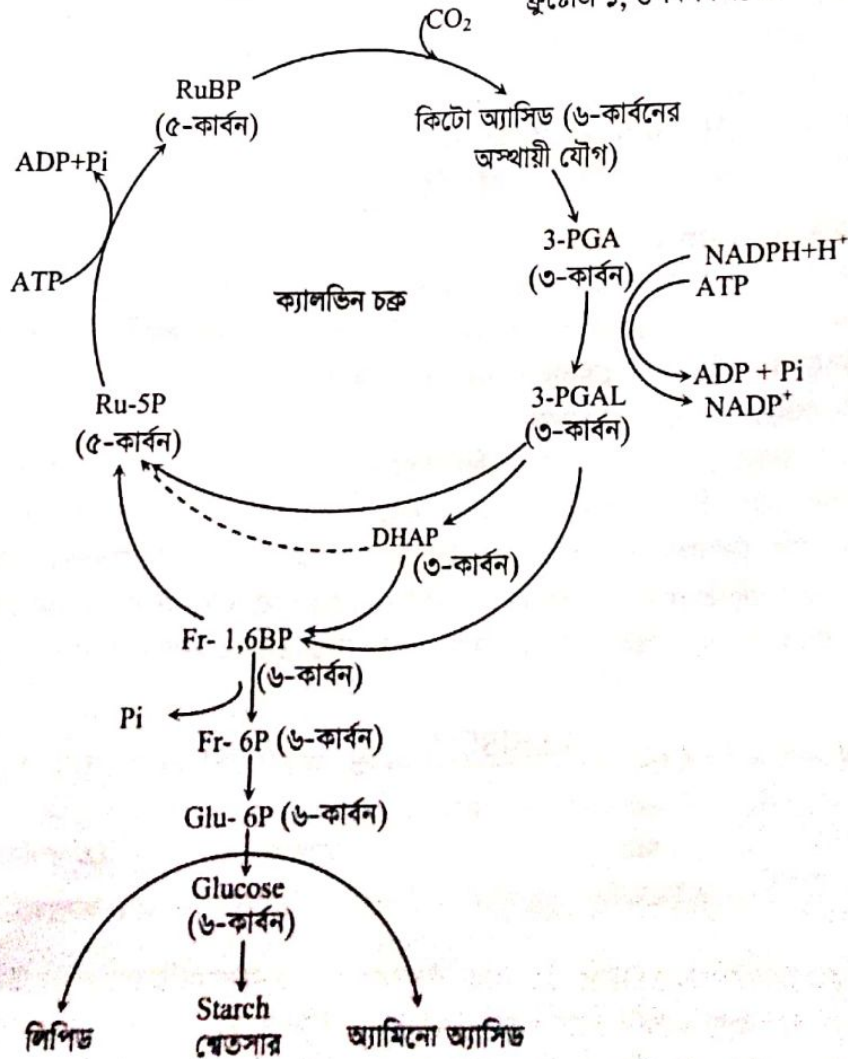 CO₂
RuBP
(৫-কার্বন)
কিটো অ্যাসিড (৬-কার্বনের
অস্থায়ী যৌগ)
ADP+Pi
ATP
3-PGA
(৩-কার্বন)
NADPH+H⁺
ATP
ক্যালভিন চক্র
ADP + Pi
NADP⁺
Ru-5P
(৫-কার্বন)
3-PGAL
(৩-কার্বন)
DHAP
(৩-কার্বন)
Fr- 1,6BP
(৬-কার্বন)
Pi
Fr- 6P (৬-কার্বন)
Glu- 6P (৬-কার্বন)
Glucose
(৬-কার্বন)
লিপিড
Starch
শ্বেতসার
অ্যামিনো অ্যাসিড